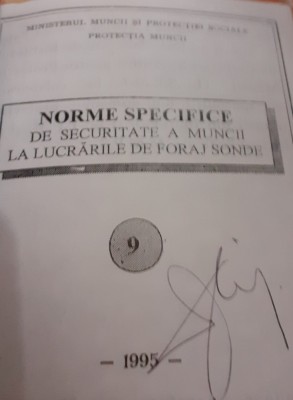 MINISTERUL MUNCII ȘI PROTECȚIEI SOCIALE
PROTECȚIA MUNCII
NORME SPECIFICE
DE SECURITATE A MUNCII
LA LUCRĂRILE DE FORAJ SONDE
9
— 1995 —